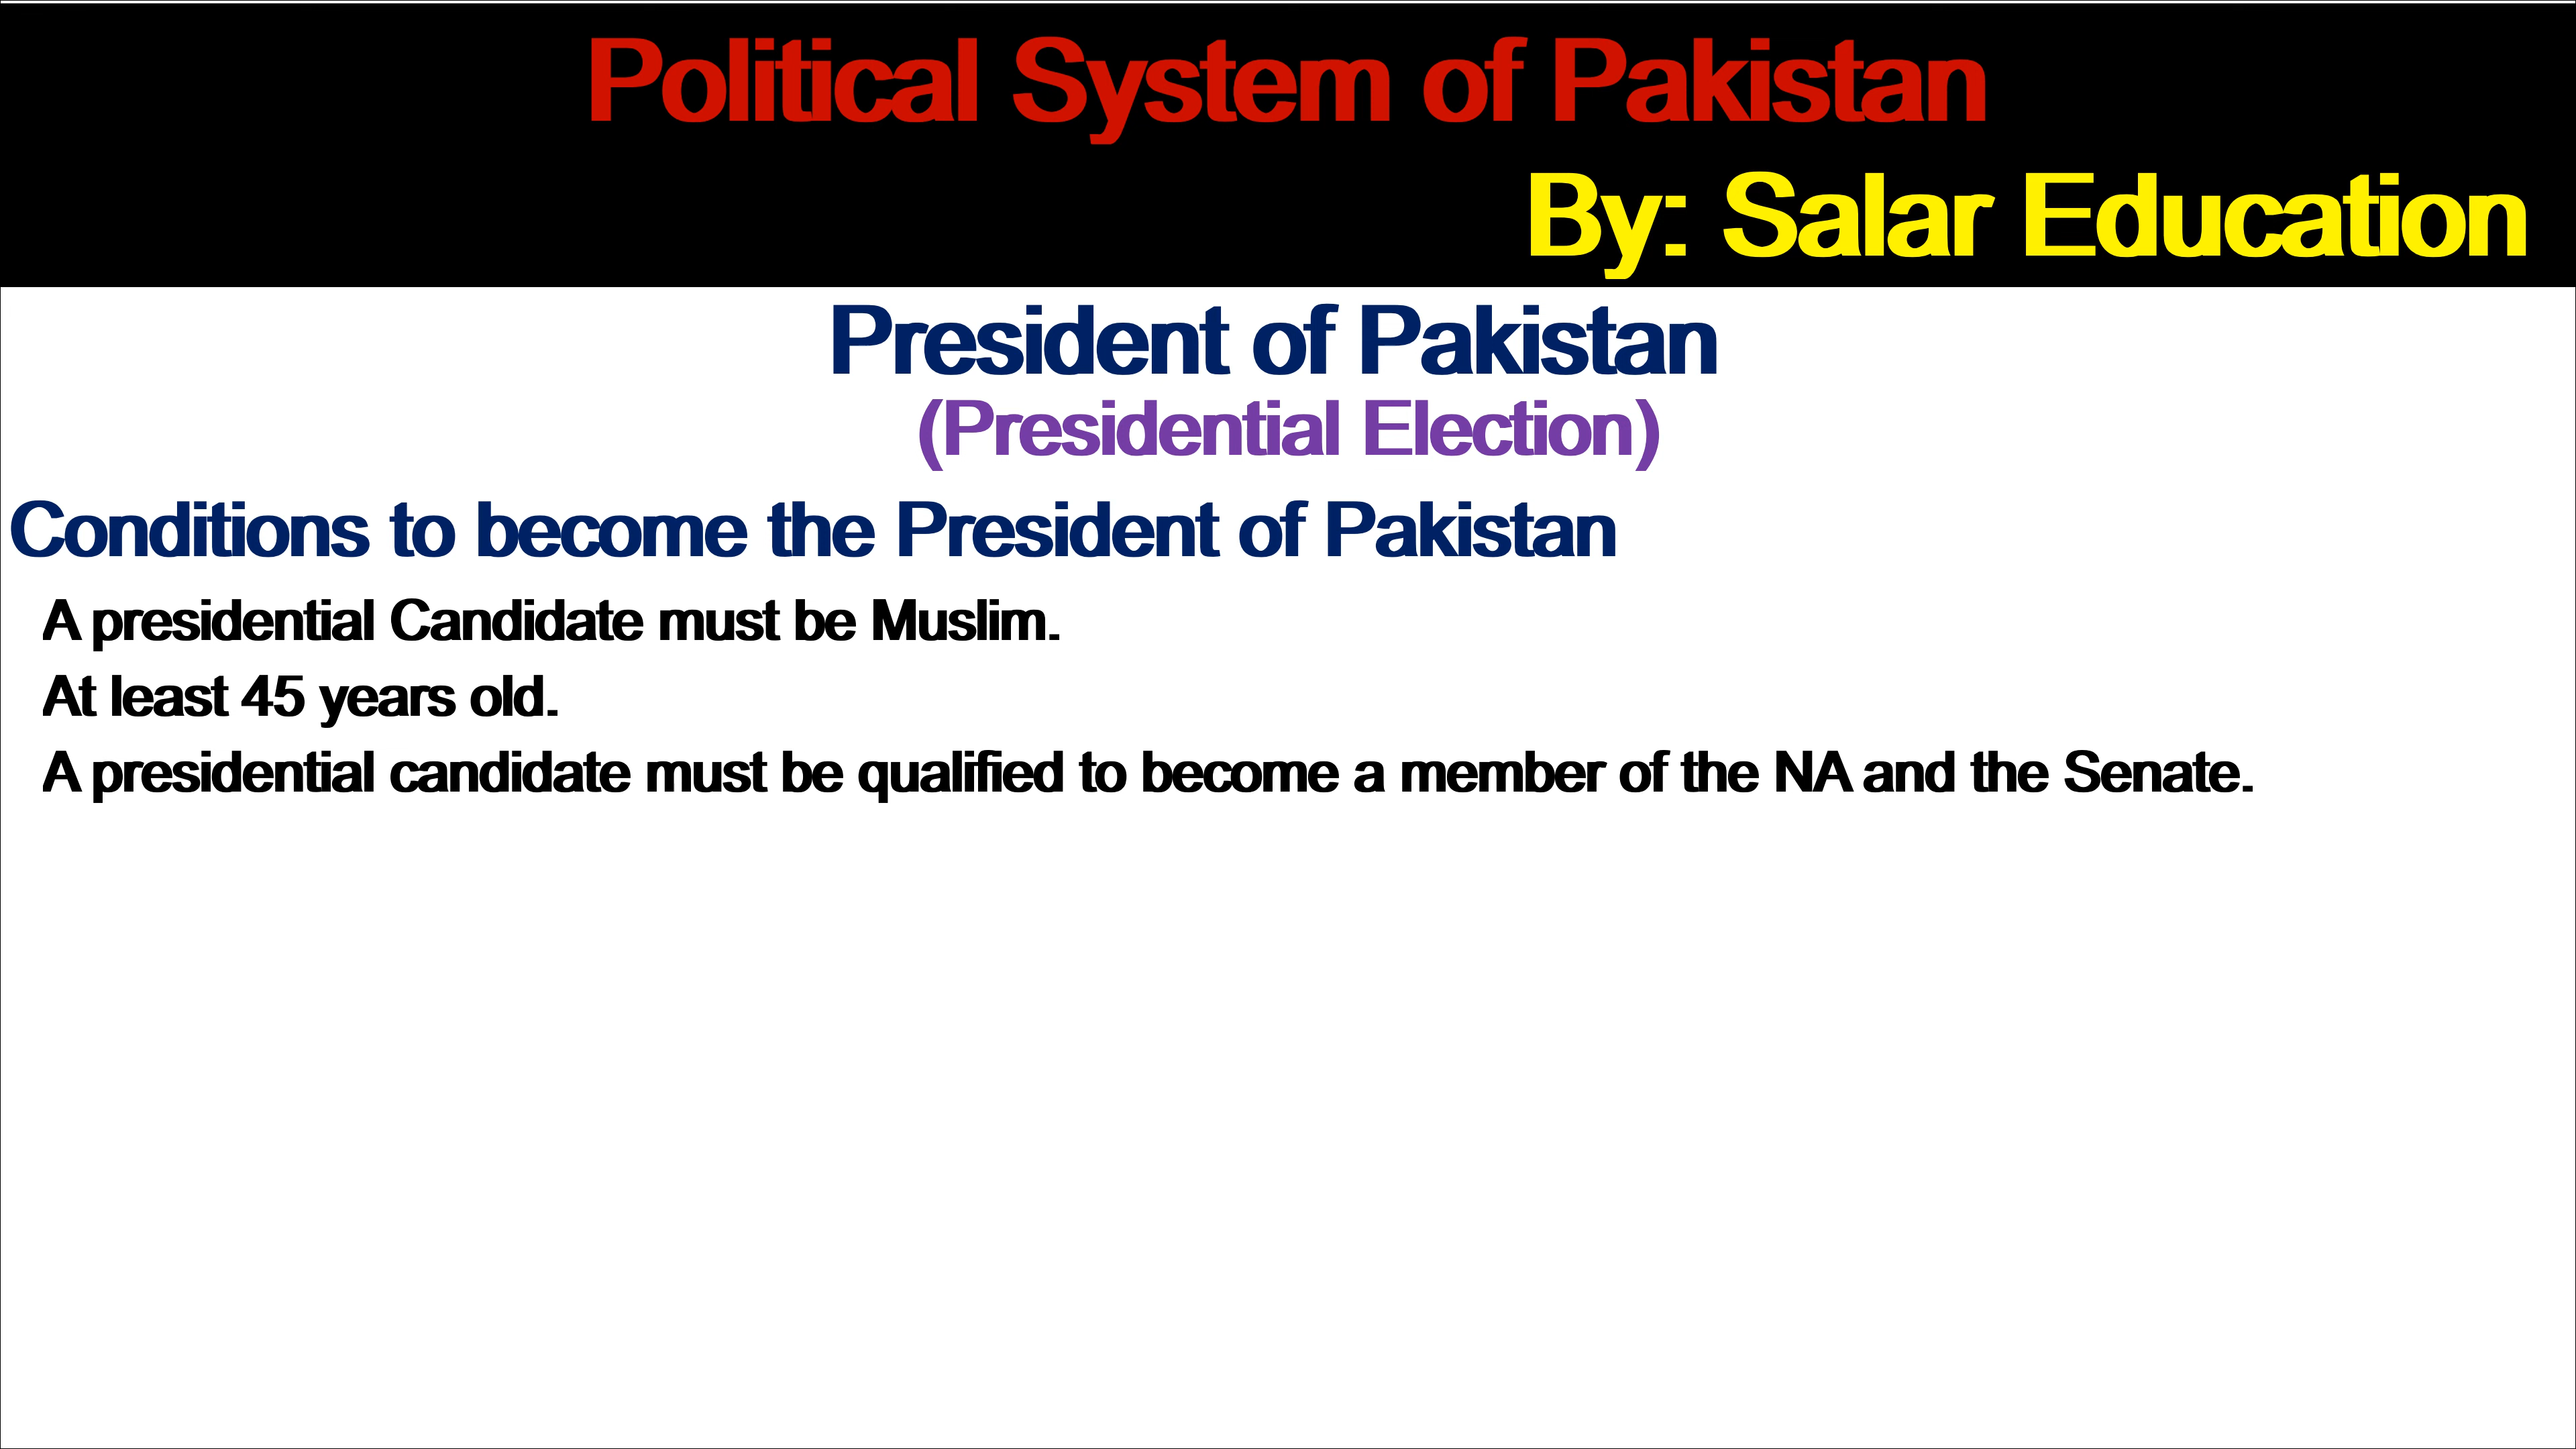 Political System of Pakistan
By: Salar Education
President of Pakistan
(Presidential Election)
Conditions to become the President of Pakistan
A presidential Candidate must be Muslim.
At least 45 years old.
A presidential candidate must be qualified to become a member of the NA and the Senate.